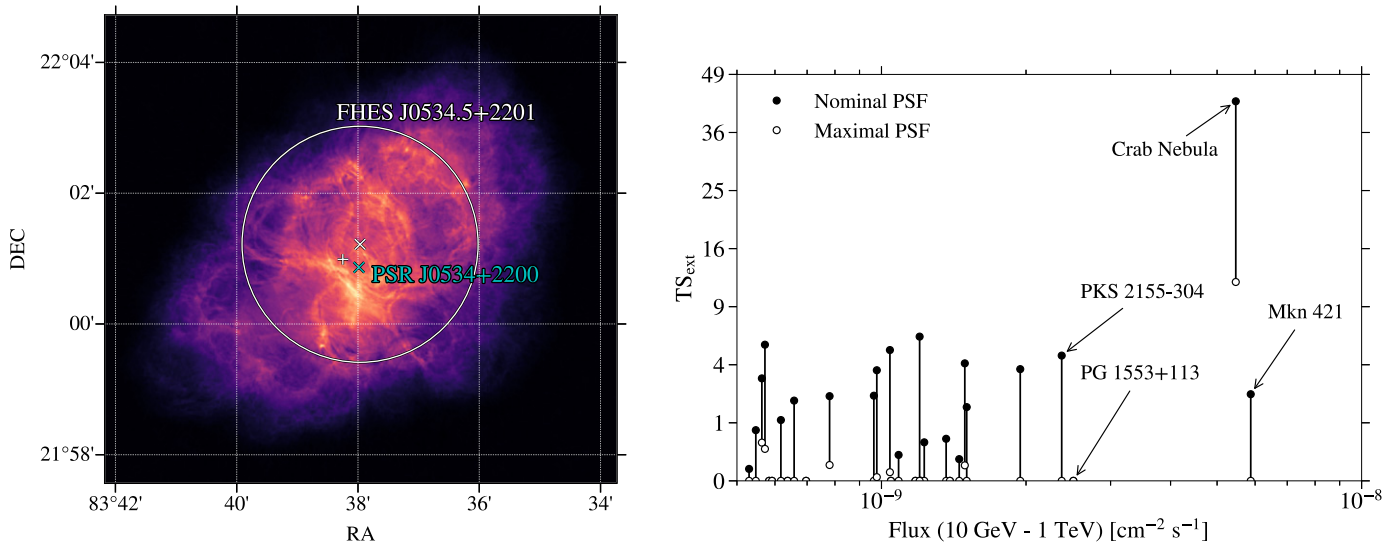 FHES J0534.5+2201
PSR J0534+2200
22°04'
02'
00'
21°58'
DEC
83°42'
40'
38'
36'
34'
RA
49
36
25
16
9
4
1
0
TS_ext
Nominal PSF
Maximal PSF
Crab Nebula
PKS 2155-304
PG 1553+113
Mkn 421
10⁻⁹
10⁻⁸
Flux (10 GeV - 1 TeV) [cm⁻² s⁻¹]